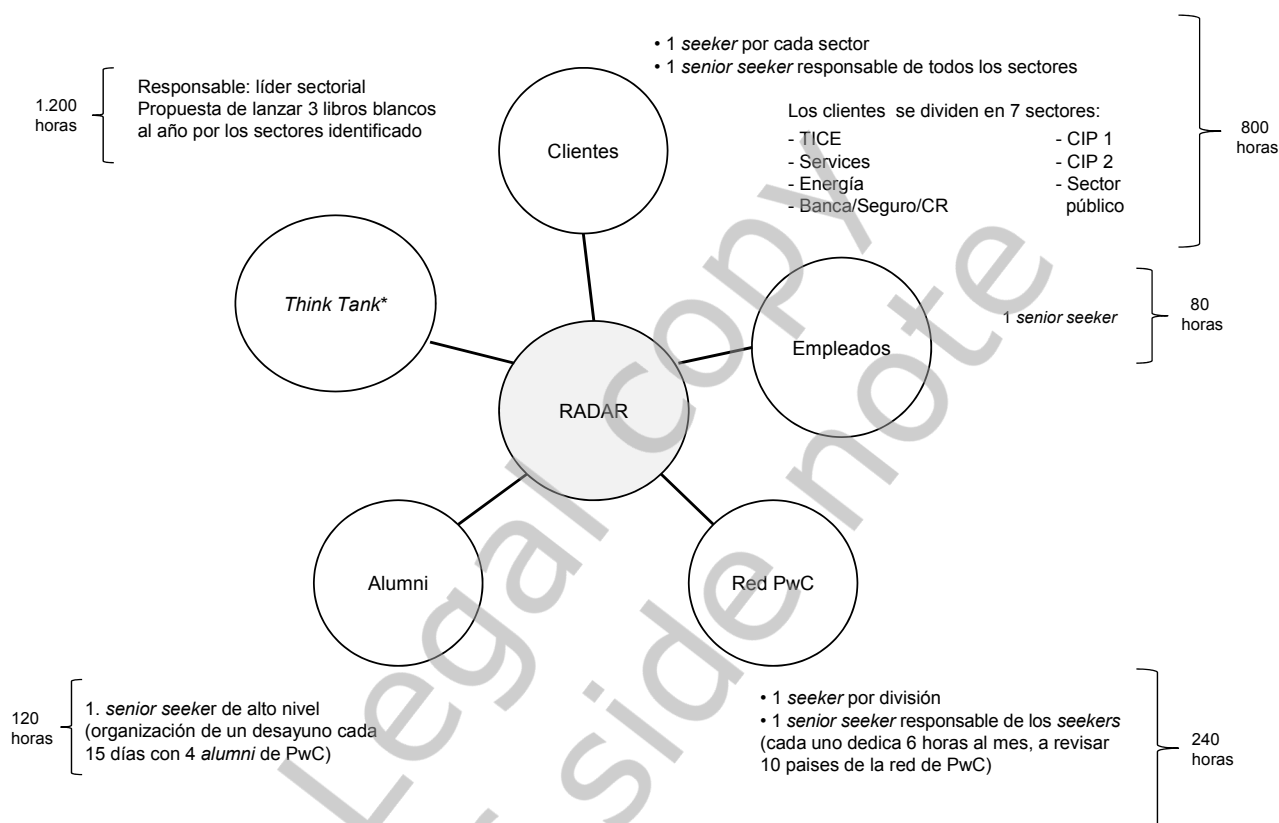 • 1 seeker por cada sector
• 1 senior seeker responsable de todos los sectores
Responsable: líder sectorial
Propuesta de lanzar 3 libros blancos
al año por los sectores identificado
1.200
horas
Los clientes se dividen en 7 sectores:
- TICE
- Services
- Energía
- Banca/Seguro/CR
- CIP 1
- CIP 2
- Sector
público
800
horas
Clientes
Think Tank*
1 senior seeker
80
horas
Empleados
RADAR
Alumni
Red PwC
120
horas
1. senior seeker de alto nivel
(organización de un desayuno cada
15 días con 4 alumni de PwC)
• 1 seeker por división
• 1 senior seeker responsable de los seekers
(cada uno dedica 6 horas al mes, a revisar
10 paises de la red de PwC)
240
horas
Legal copy
side note